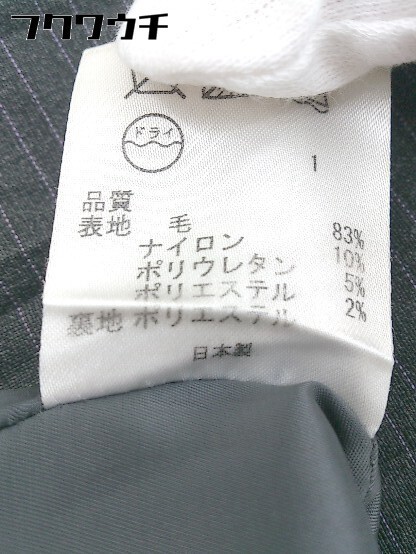 フクウウチ
ドライ
1
品質
表地 毛 83%
ナイロン 10%
ポリウレタン 5%
ポリエステル 2%
裏地 ポリエステル
日本製